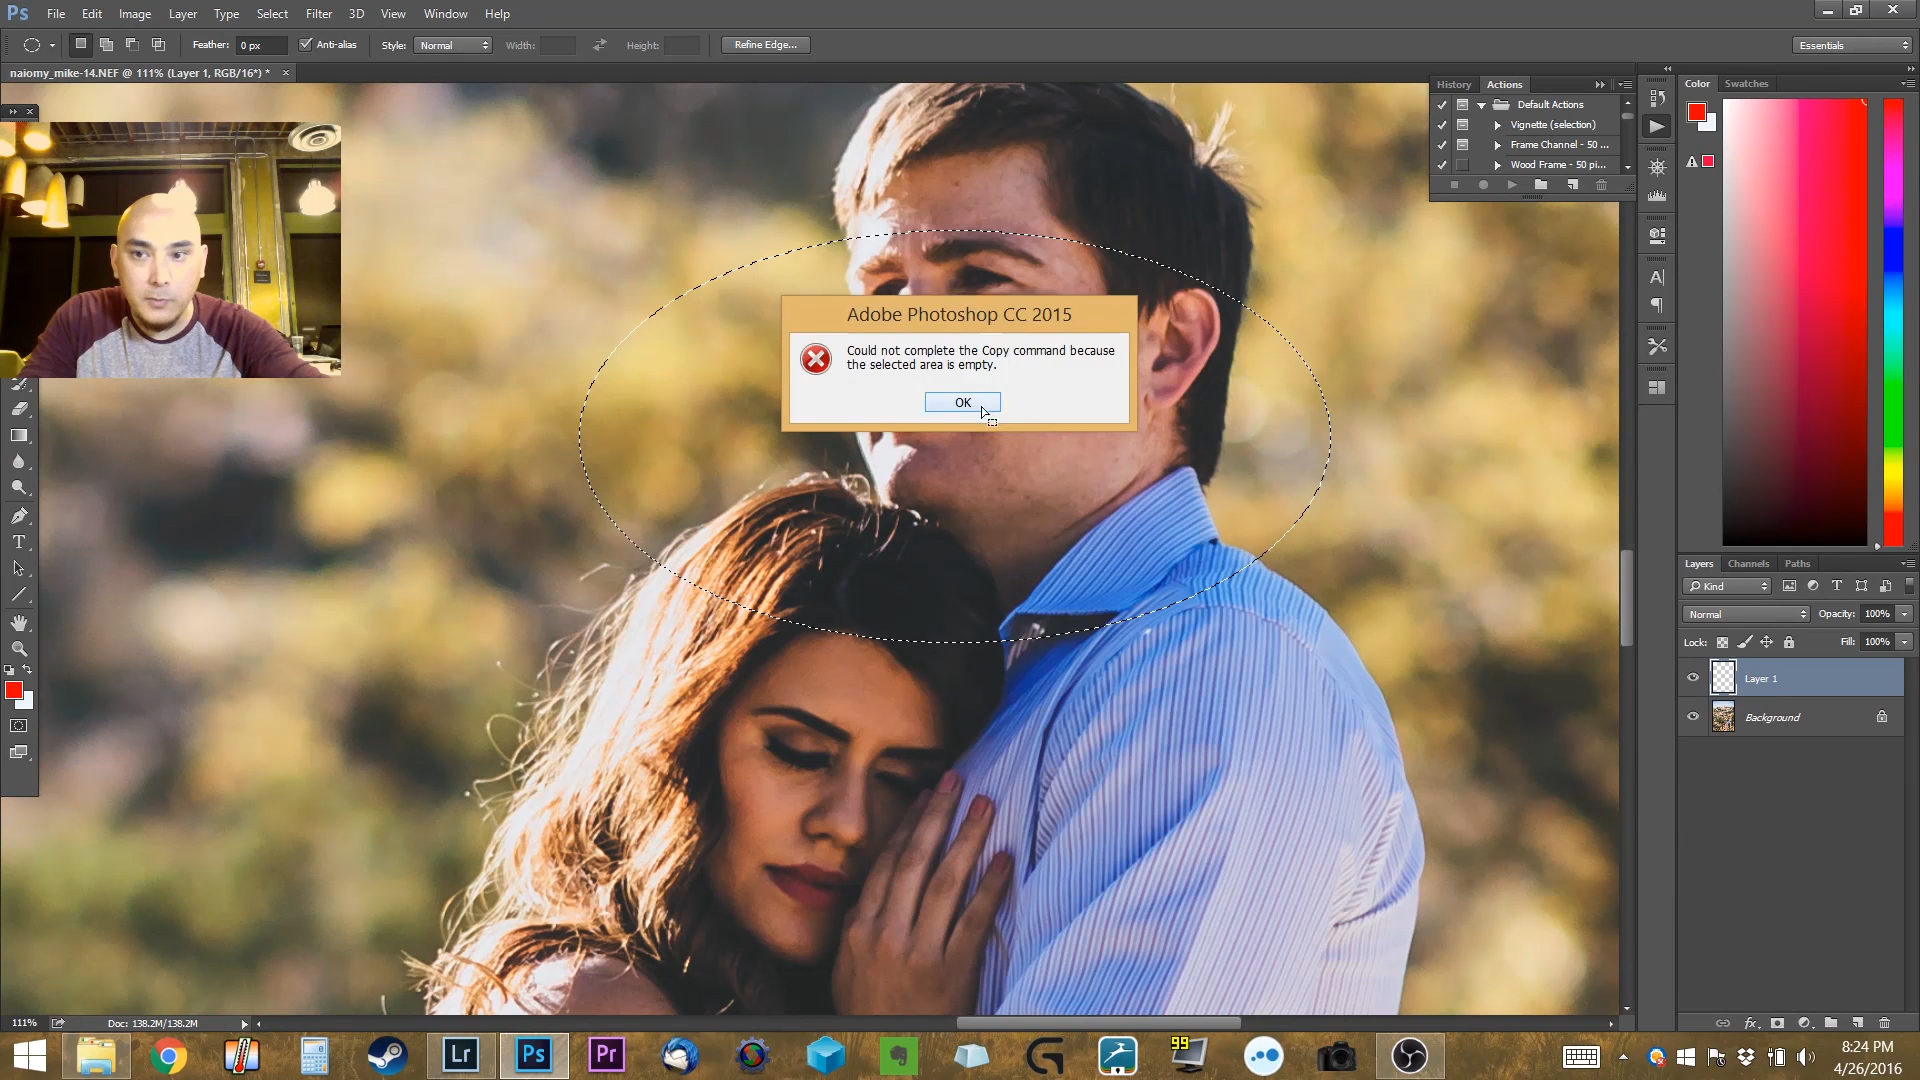 Ps File Edit Image Layer Type Select Filter 3D View Window Help
Feather: 0 px Anti-alias Style: Normal Width: Height: Refine Edge... Essentials
naiomy_mike-14.NEF @ 111% (Layer 1, RGB/16*) *
History Actions
Default Actions
Vignette (selection)
Frame Channel - 50 ...
Wood Frame - 50 pi...
Color Swatches
Adobe Photoshop CC 2015
Could not complete the Copy command because
the selected area is empty.
OK
Layers Channels Paths
Kind
Normal Opacity: 100%
Lock: Fill: 100%
Layer 1
Background
111% Doc: 138.2M/138.2M
Lr Ps Pr 99
8:24 PM
4/26/2016